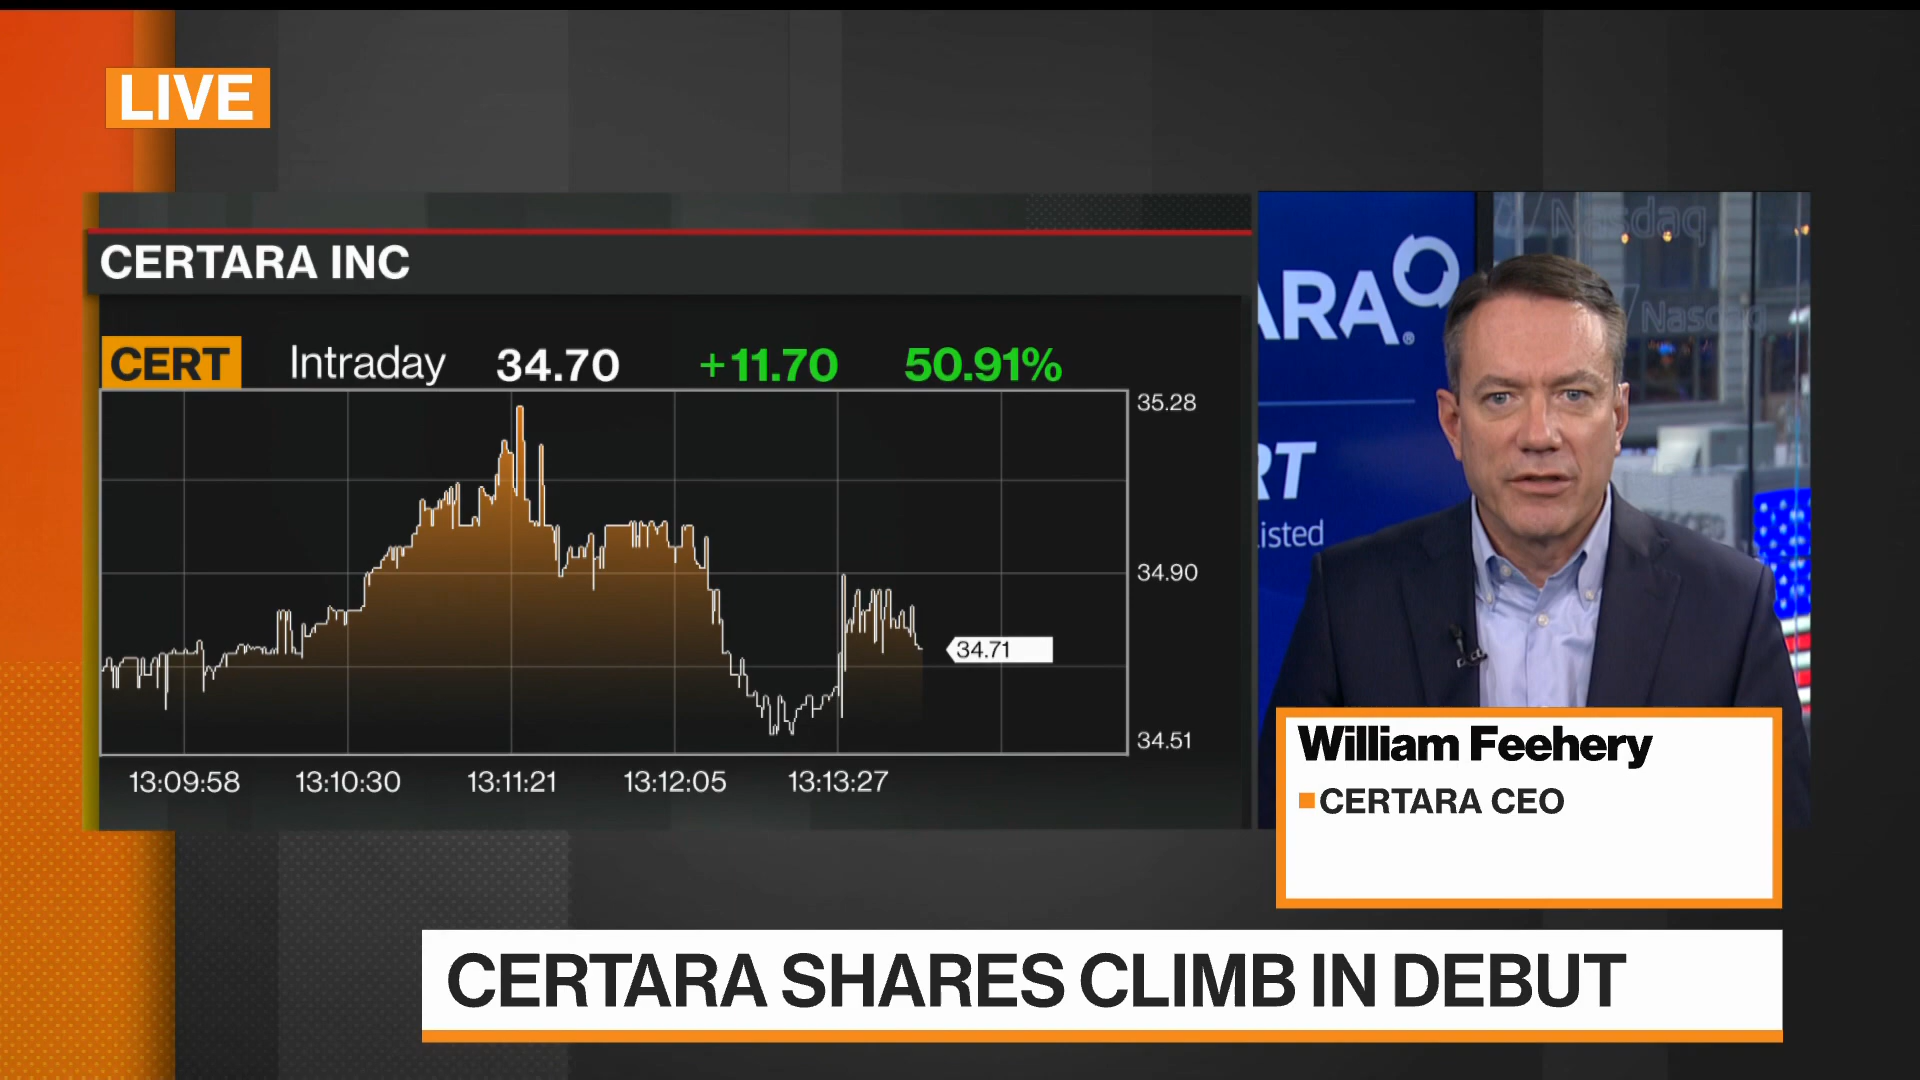 LIVE
CERTARA INC
CERT Intraday 34.70 +11.70 50.91%
35.28
34.90
34.71
34.51
13:09:58 13:10:30 13:11:21 13:12:05 13:13:27
ARA
®
RT
isted
Nasdaq
Nasdaq
William Feehery
CERTARA CEO
CERTARA SHARES CLIMB IN DEBUT